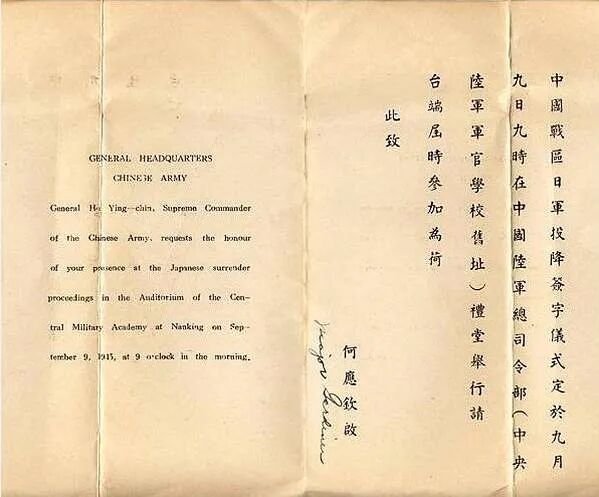 GENERAL HEADQUARTERS
CHINESE ARMY
General Ho Ying-chin, Supreme Commander
of the Chinese Army, requests the honour
of your presence at the Japanese surrender
proceedings in the Auditorium of the Cen-
tral Military Academy at Nanking on Sep-
tember 9, 1945, at 9 o'clock in the morning.
中國戰區日軍投降簽字儀式定於九月
九日九時在中國陸軍總司令部(中央
陸軍軍官學校舊址)禮堂舉行請
台端屆時參加為荷
此致
何應欽啟
Major Gardiner